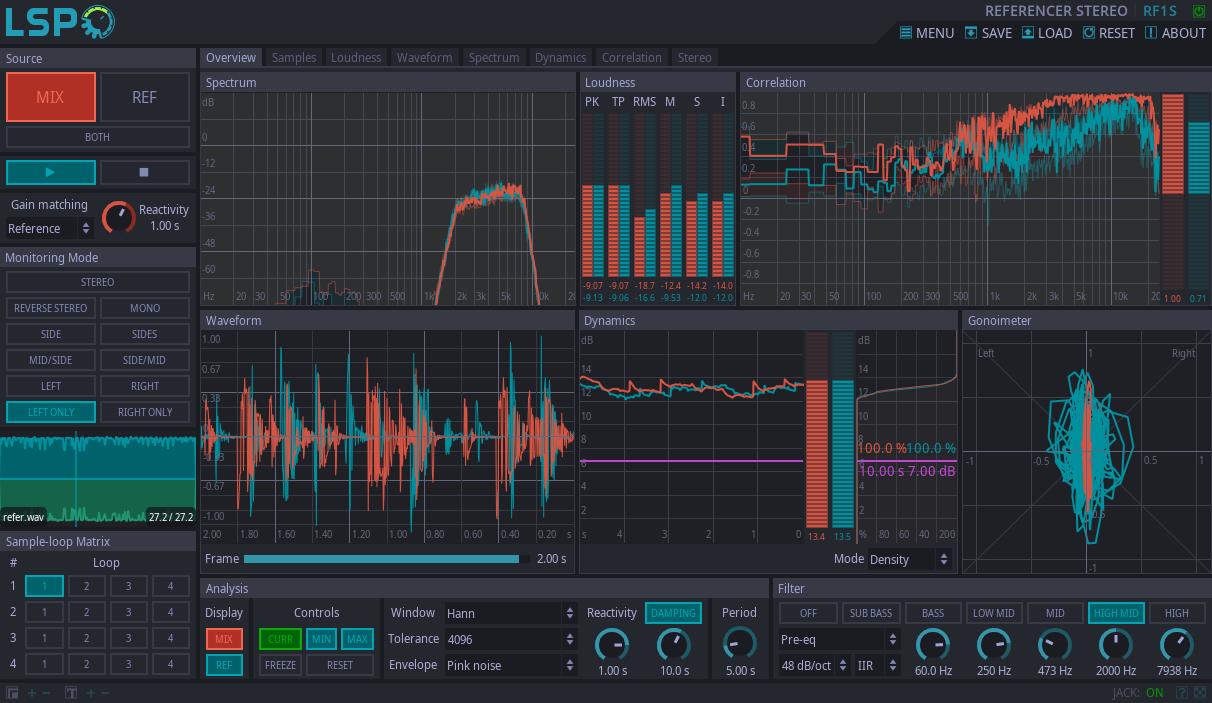 LSP
REFERENCER STEREO RF1S
MENU SAVE LOAD RESET ABOUT
Source
MIX REF
BOTH
Gain matching
Reference
Reactivity
1.00 s
Monitoring Mode
STEREO
REVERSE STEREO MONO
SIDE SIDES
MID/SIDE SIDE/MID
LEFT RIGHT
LEFT ONLY RIGHT ONLY
refer.wav 27.2 / 27.2
Sample-loop Matrix
# Loop
1 1 2 3 4
2 1 2 3 4
3 1 2 3 4
4 1 2 3 4
Overview Samples Loudness Waveform Spectrum Dynamics Correlation Stereo
Spectrum
dB
0
-12
-24
-36
-48
-60
Hz 20 30 50 100 200 300 1k 2k 3k 5k 10k
Loudness
PK TP RMS M S I
-9.07 -9.07 -18.7 -12.4 -14.2 -14.0
-9.13 -9.06 -16.6 -9.53 -12.0 -12.0
Correlation
0.8
0.6
0.4
0.2
0
-0.2
-0.4
-0.6
-0.8
Hz 20 30 50 100 200 300 500 1k 2k 3k 5k 10k
1.00 0.71
Waveform
1.00
0.67
0.33
-0.33
-0.67
-1.00
2.00 1.80 1.60 1.40 1.20 1.00 0.80 0.60 0.40 0.20 s
Frame 2.00 s
Dynamics
dB
14
12
10
8
6
4
2
s 4 3 2 1 0
13.4 13.5
dB
14
12
10
8
100.0 % 100.0 %
10.00 s 7.00 dB
4
2
% 80 60 40 200
Mode Density
Gonoimeter
Left 1 Right
-1 -0.5 0.5 1
-0.5
-1
Analysis
Display
MIX
REF
Controls
CURR MIN MAX
FREEZE RESET
Window Hann
Tolerance 4096
Envelope Pink noise
Reactivity
1.00 s
DAMPING
10.0 s
Period
5.00 s
Filter
OFF SUB BASS BASS LOW MID MID HIGH MID HIGH
Pre-eq
48 dB/oct IIR
60.0 Hz 250 Hz 473 Hz 2000 Hz 7938 Hz
JACK: ON